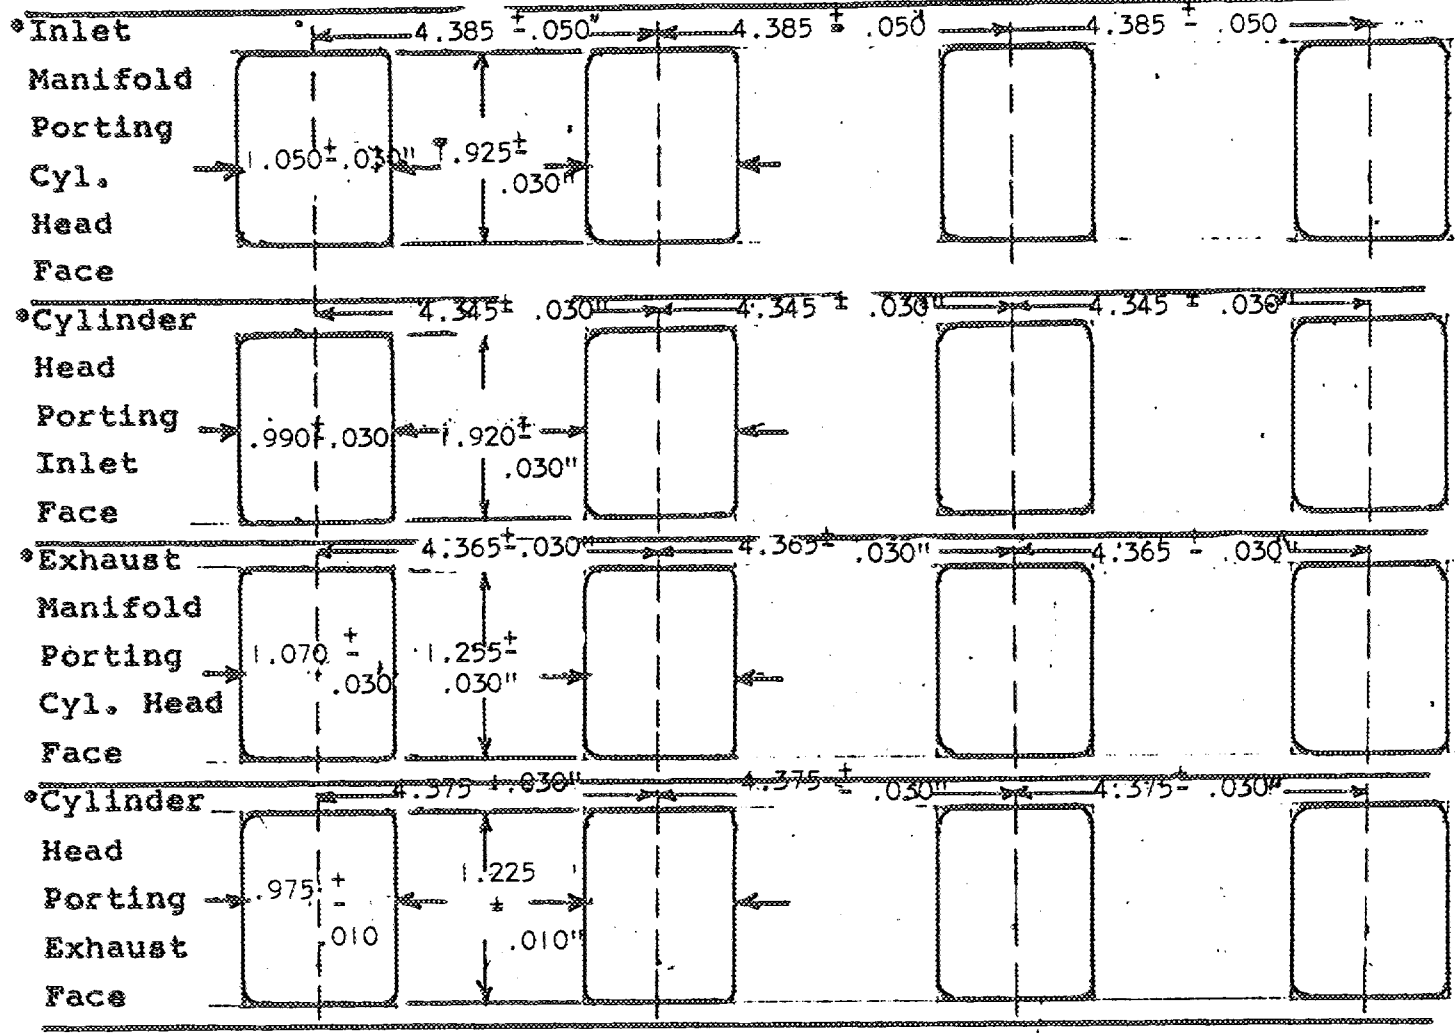 •Inlet
Manifold
Porting
Cyl.
Head
Face
4.385 ±.050" 4.385 ± .050" 4.385 ± .050
1.050±.030" 1.925±
.030"
•Cylinder
Head
Porting
Inlet
Face
4.345± .030" 4.345 ± .030" 4.345 ± .030"
.990±.030 1.920±
.030"
•Exhaust
Manifold
Porting
Cyl. Head
Face
4.365±.030" 4.365± .030" 4.365 ± .030"
1.070 ± 1.255±
.030 .030"
•Cylinder
Head
Porting
Exhaust
Face
4.375 ±.030" 4.375 ± .030" 4.375± .030"
.975 ± 1.225
±
.010 .010"